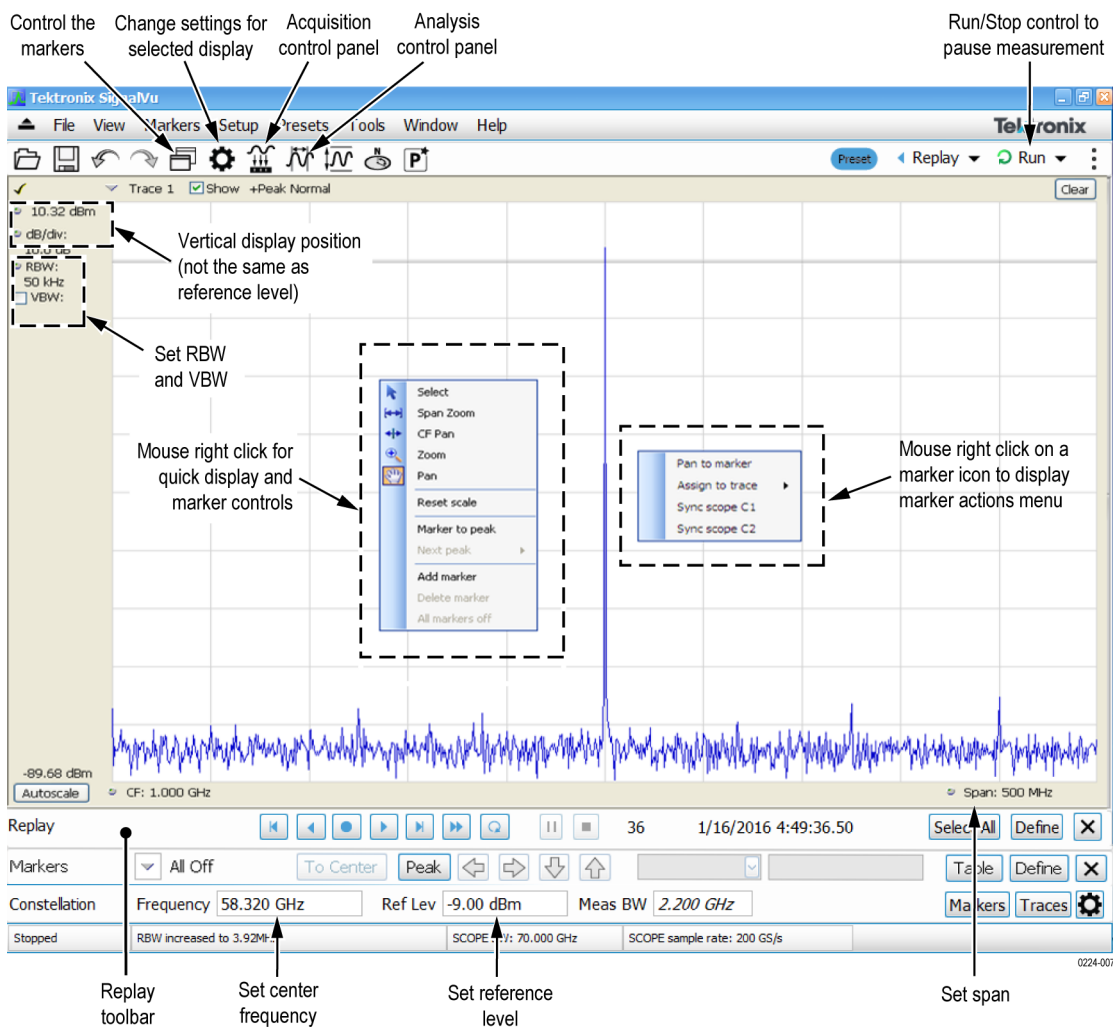 Control the
markers
Change settings for
selected display
Acquisition
control panel
Analysis
control panel
Run/Stop control to
pause measurement
Tektronix SignalVu
File View Markers Setup Presets Tools Window Help
Tektronix
Preset Replay Run
Trace 1 Show +Peak Normal
Clear
10.32 dBm
dB/div:
10.0 dB
RBW:
50 kHz
VBW:
Vertical display position
(not the same as
reference level)
Set RBW
and VBW
Mouse right click for
quick display and
marker controls
Select
Span Zoom
CF Pan
Zoom
Pan
Reset scale
Marker to peak
Next peak
Add marker
Delete marker
All markers off
Pan to marker
Assign to trace
Sync scope C1
Sync scope C2
Mouse right click on a
marker icon to display
marker actions menu
-89.68 dBm
Autoscale CF: 1.000 GHz Span: 500 MHz
Replay 36 1/16/2016 4:49:36.50 Select All Define
Markers All Off To Center Peak Table Define
Constellation Frequency 58.320 GHz Ref Lev -9.00 dBm Meas BW 2.200 GHz Markers Traces
Stopped RBW increased to 3.92MHz SCOPE BW: 70.000 GHz SCOPE sample rate: 200 GS/s
0224-007
Replay
toolbar
Set center
frequency
Set reference
level
Set span